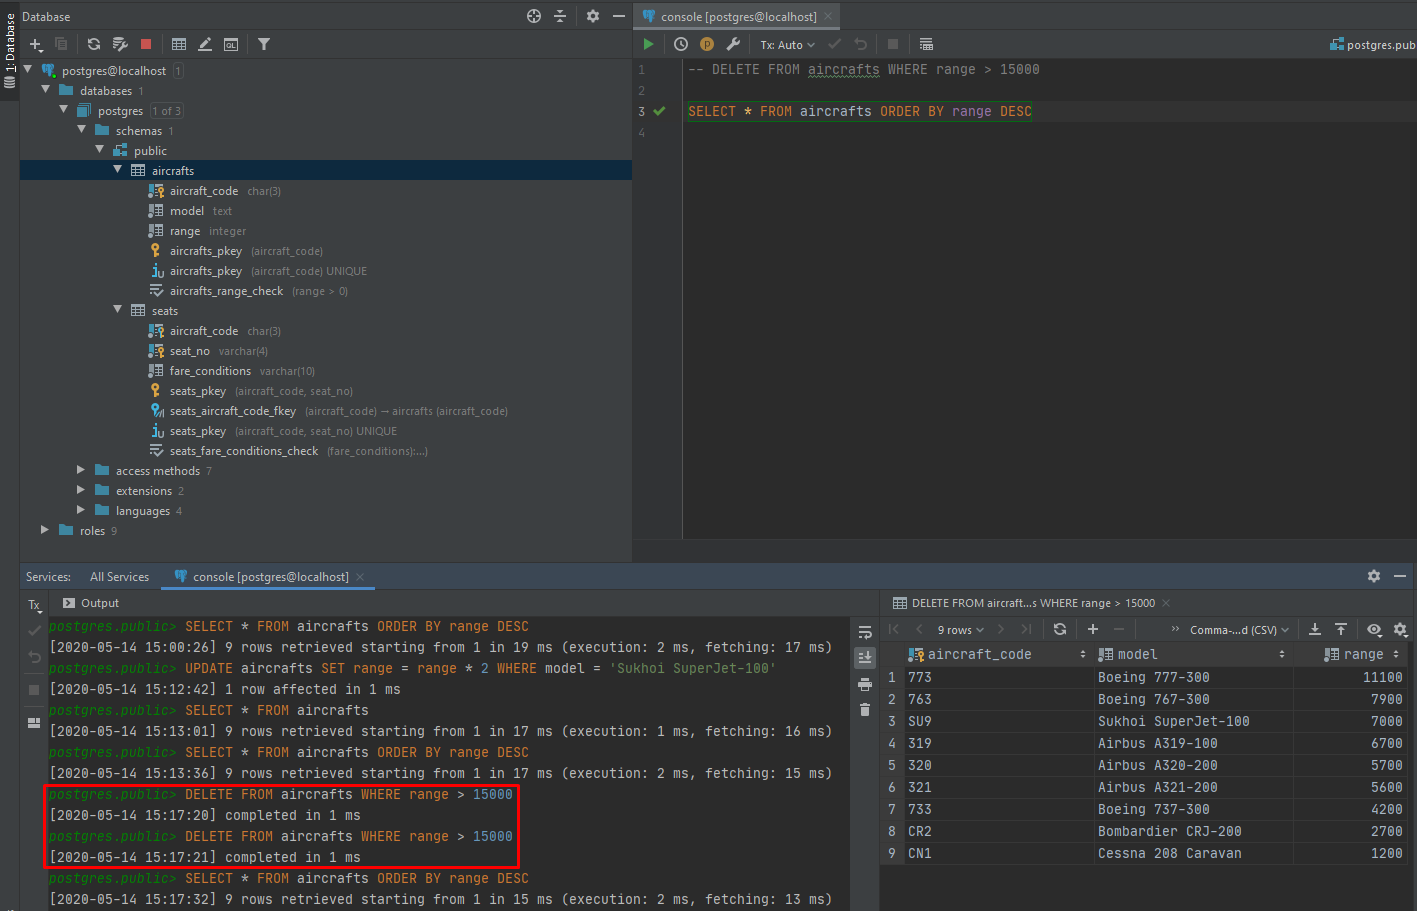 Database
1: Database
postgres@localhost 1
databases 1
postgres 1 of 3
schemas 1
public
aircrafts
aircraft_code char(3)
model text
range integer
aircrafts_pkey (aircraft_code)
aircrafts_pkey (aircraft_code) UNIQUE
aircrafts_range_check (range > 0)
seats
aircraft_code char(3)
seat_no varchar(4)
fare_conditions varchar(10)
seats_pkey (aircraft_code, seat_no)
seats_aircraft_code_fkey (aircraft_code) → aircrafts (aircraft_code)
seats_pkey (aircraft_code, seat_no) UNIQUE
seats_fare_conditions_check (fare_conditions):...)
access methods 7
extensions 2
languages 4
roles 9
console [postgres@localhost]
Tx: Auto
postgres.pub
1 -- DELETE FROM aircrafts WHERE range > 15000
2
3 SELECT * FROM aircrafts ORDER BY range DESC
4
Services: All Services console [postgres@localhost]
Tx
Output
postgres.public> SELECT * FROM aircrafts ORDER BY range DESC
[2020-05-14 15:00:26] 9 rows retrieved starting from 1 in 19 ms (execution: 2 ms, fetching: 17 ms)
postgres.public> UPDATE aircrafts SET range = range * 2 WHERE model = 'Sukhoi SuperJet-100'
[2020-05-14 15:12:42] 1 row affected in 1 ms
postgres.public> SELECT * FROM aircrafts
[2020-05-14 15:13:01] 9 rows retrieved starting from 1 in 17 ms (execution: 1 ms, fetching: 16 ms)
postgres.public> SELECT * FROM aircrafts ORDER BY range DESC
[2020-05-14 15:13:36] 9 rows retrieved starting from 1 in 17 ms (execution: 2 ms, fetching: 15 ms)
postgres.public> DELETE FROM aircrafts WHERE range > 15000
[2020-05-14 15:17:20] completed in 1 ms
postgres.public> DELETE FROM aircrafts WHERE range > 15000
[2020-05-14 15:17:21] completed in 1 ms
postgres.public> SELECT * FROM aircrafts ORDER BY range DESC
[2020-05-14 15:17:32] 9 rows retrieved starting from 1 in 15 ms (execution: 2 ms, fetching: 13 ms)
DELETE FROM aircraft...s WHERE range > 15000
9 rows Comma-...d (CSV)
aircraft_code model range
1 773 Boeing 777-300 11100
2 763 Boeing 767-300 7900
3 SU9 Sukhoi SuperJet-100 7000
4 319 Airbus A319-100 6700
5 320 Airbus A320-200 5700
6 321 Airbus A321-200 5600
7 733 Boeing 737-300 4200
8 CR2 Bombardier CRJ-200 2700
9 CN1 Cessna 208 Caravan 1200